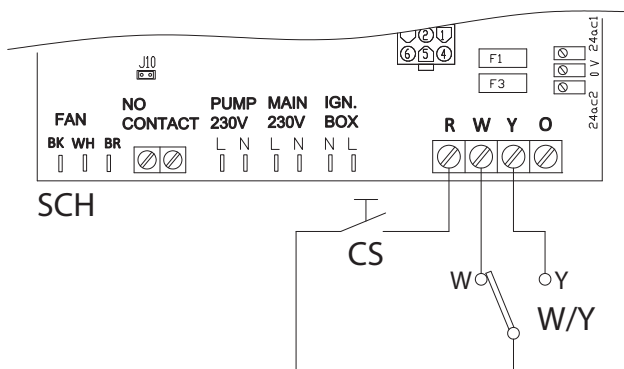 2 1
6 5 4
J10
F1
F3
24ac1
0 V
24ac2
FAN
NO
CONTACT
PUMP
230V
MAIN
230V
IGN.
BOX
BK WH BR
L N L N N L
R W Y O
SCH
CS
W Y
W/Y